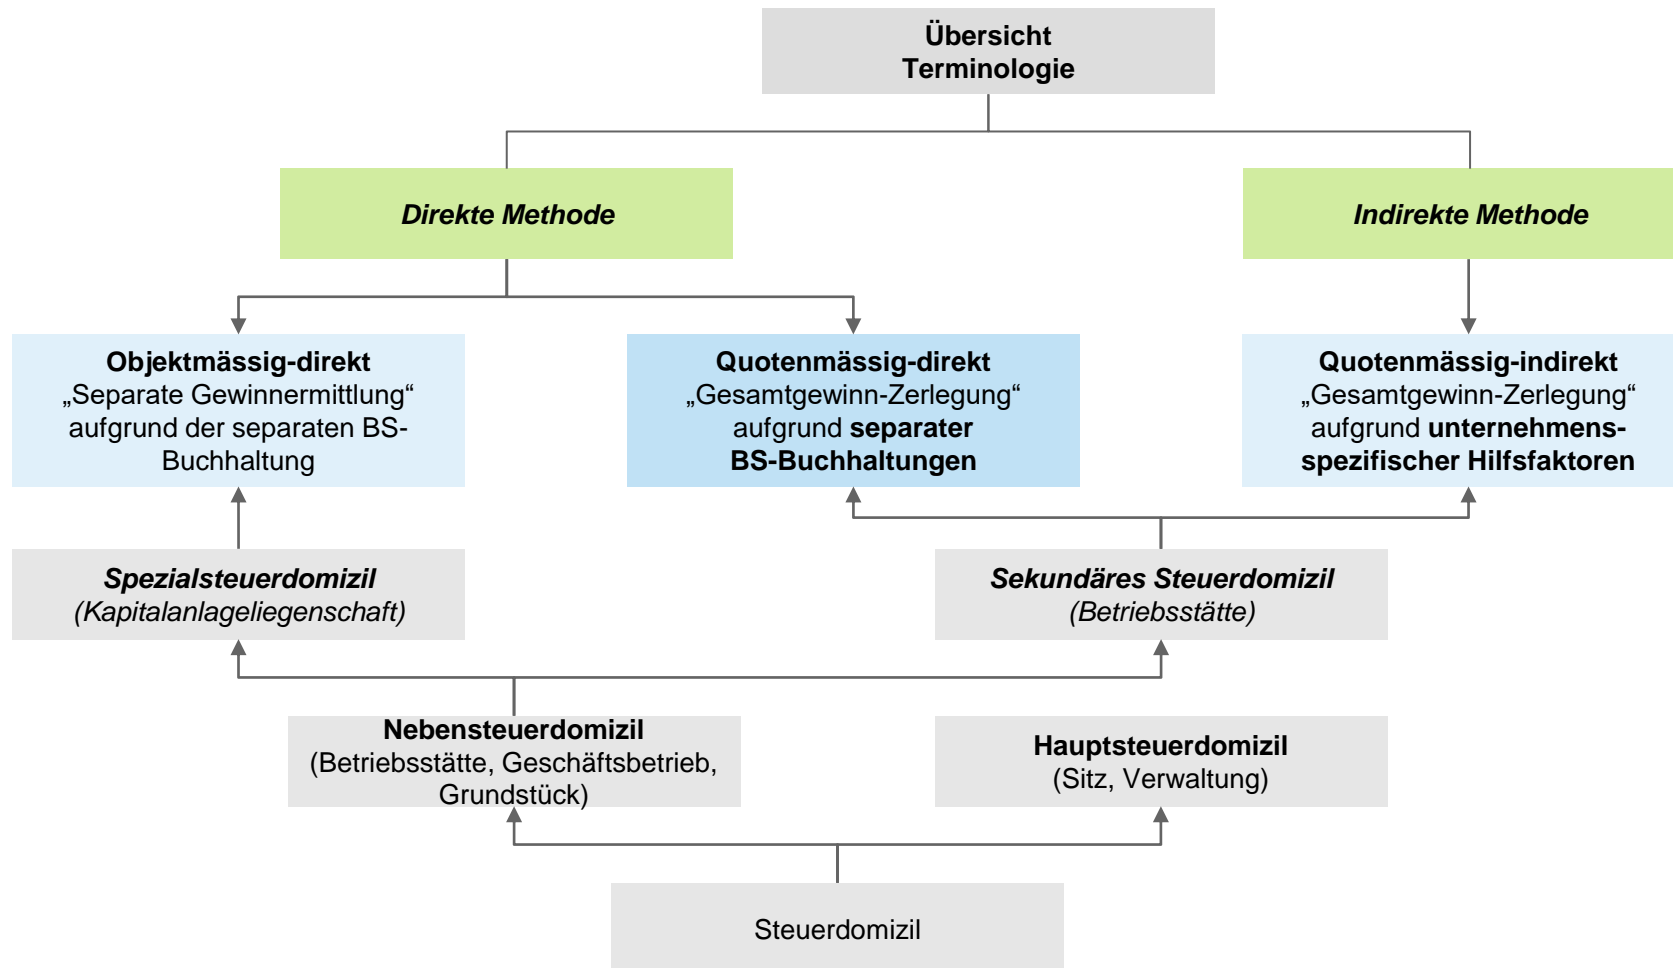 Übersicht
Terminologie
Direkte Methode
Indirekte Methode
Objektmässig-direkt
„Separate Gewinnermittlung“
aufgrund der separaten BS-
Buchhaltung
Quotenmässig-direkt
„Gesamtgewinn-Zerlegung“
aufgrund separater
BS-Buchhaltungen
Quotenmässig-indirekt
„Gesamtgewinn-Zerlegung“
aufgrund unternehmens-
spezifischer Hilfsfaktoren
Spezialsteuerdomizil
(Kapitalanlageliegenschaft)
Sekundäres Steuerdomizil
(Betriebsstätte)
Nebensteuerdomizil
(Betriebsstätte, Geschäftsbetrieb,
Grundstück)
Hauptsteuerdomizil
(Sitz, Verwaltung)
Steuerdomizil